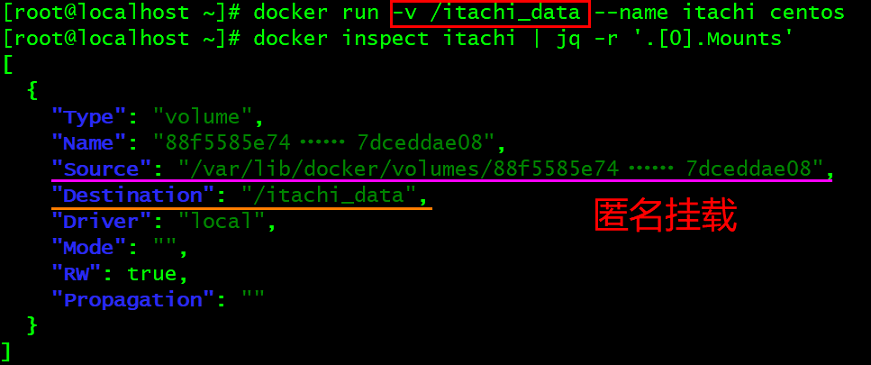 [root@localhost ~]# docker run -v /itachi_data --name itachi centos
[root@localhost ~]# docker inspect itachi | jq -r '.[0].Mounts'
[
  {
    "Type": "volume",
    "Name": "88f5585e74 ⋯⋯ 7dceddae08",
    "Source": "/var/lib/docker/volumes/88f5585e74 ⋯⋯ 7dceddae08",
    "Destination": "/itachi_data",
    "Driver": "local",
匿名挂载
    "Mode": "",
    "RW": true,
    "Propagation": ""
  }
]